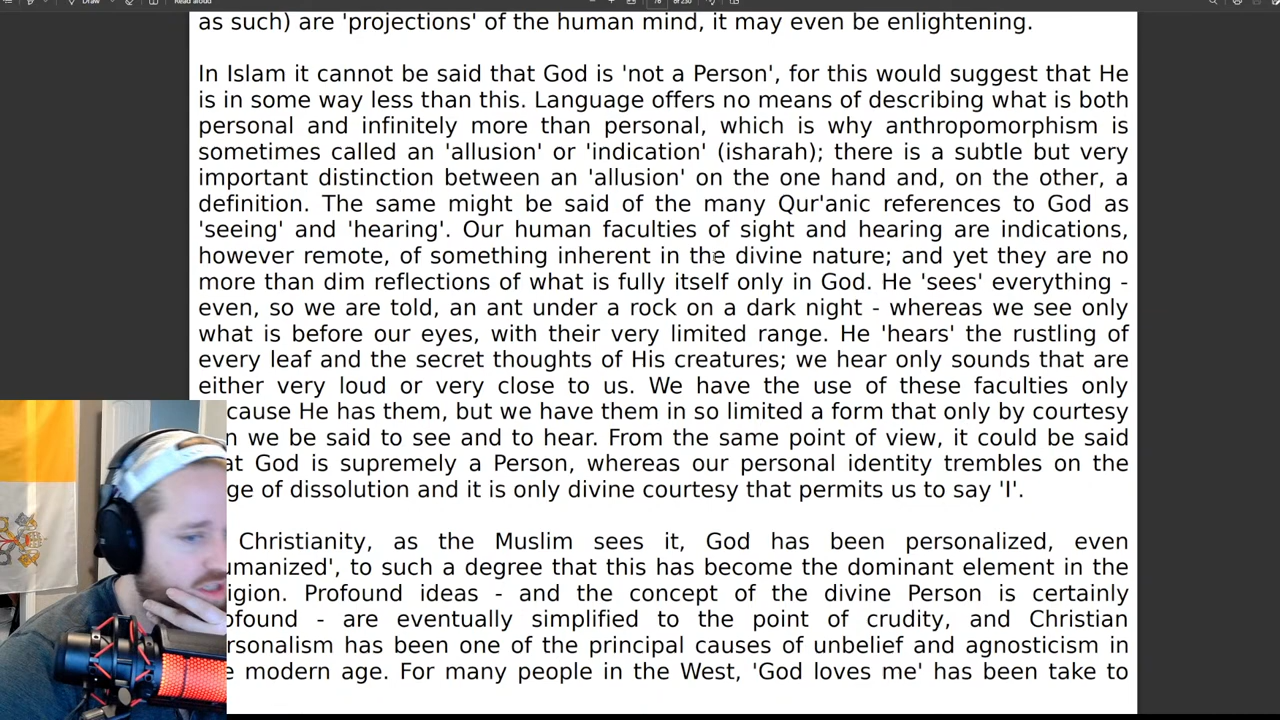 Draw
Read aloud
76 of 250
as such) are 'projections' of the human mind, it may even be enlightening.
In Islam it cannot be said that God is 'not a Person', for this would suggest that He
is in some way less than this. Language offers no means of describing what is both
personal and infinitely more than personal, which is why anthropomorphism is
sometimes called an 'allusion' or 'indication' (isharah); there is a subtle but very
important distinction between an 'allusion' on the one hand and, on the other, a
definition. The same might be said of the many Qur'anic references to God as
'seeing' and 'hearing'. Our human faculties of sight and hearing are indications,
however remote, of something inherent in the divine nature; and yet they are no
more than dim reflections of what is fully itself only in God. He 'sees' everything -
even, so we are told, an ant under a rock on a dark night - whereas we see only
what is before our eyes, with their very limited range. He 'hears' the rustling of
every leaf and the secret thoughts of His creatures; we hear only sounds that are
either very loud or very close to us. We have the use of these faculties only
cause He has them, but we have them in so limited a form that only by courtesy
n we be said to see and to hear. From the same point of view, it could be said
at God is supremely a Person, whereas our personal identity trembles on the
ge of dissolution and it is only divine courtesy that permits us to say 'I'.
Christianity, as the Muslim sees it, God has been personalized, even
umanized', to such a degree that this has become the dominant element in the
igion. Profound ideas - and the concept of the divine Person is certainly
ofound - are eventually simplified to the point of crudity, and Christian
rsonalism has been one of the principal causes of unbelief and agnosticism in
e modern age. For many people in the West, 'God loves me' has been take to